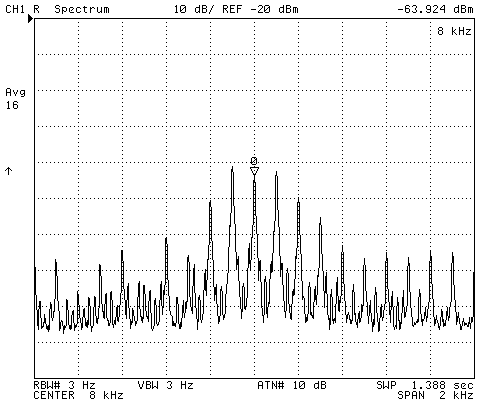 CH1 R Spectrum 10 dB/ REF -20 dBm -63.924 dBm
8 kHz
Avg
16
0
RBW# 3 Hz VBW 3 Hz ATN# 10 dB SWP 1.388 sec
CENTER 8 kHz SPAN 2 kHz